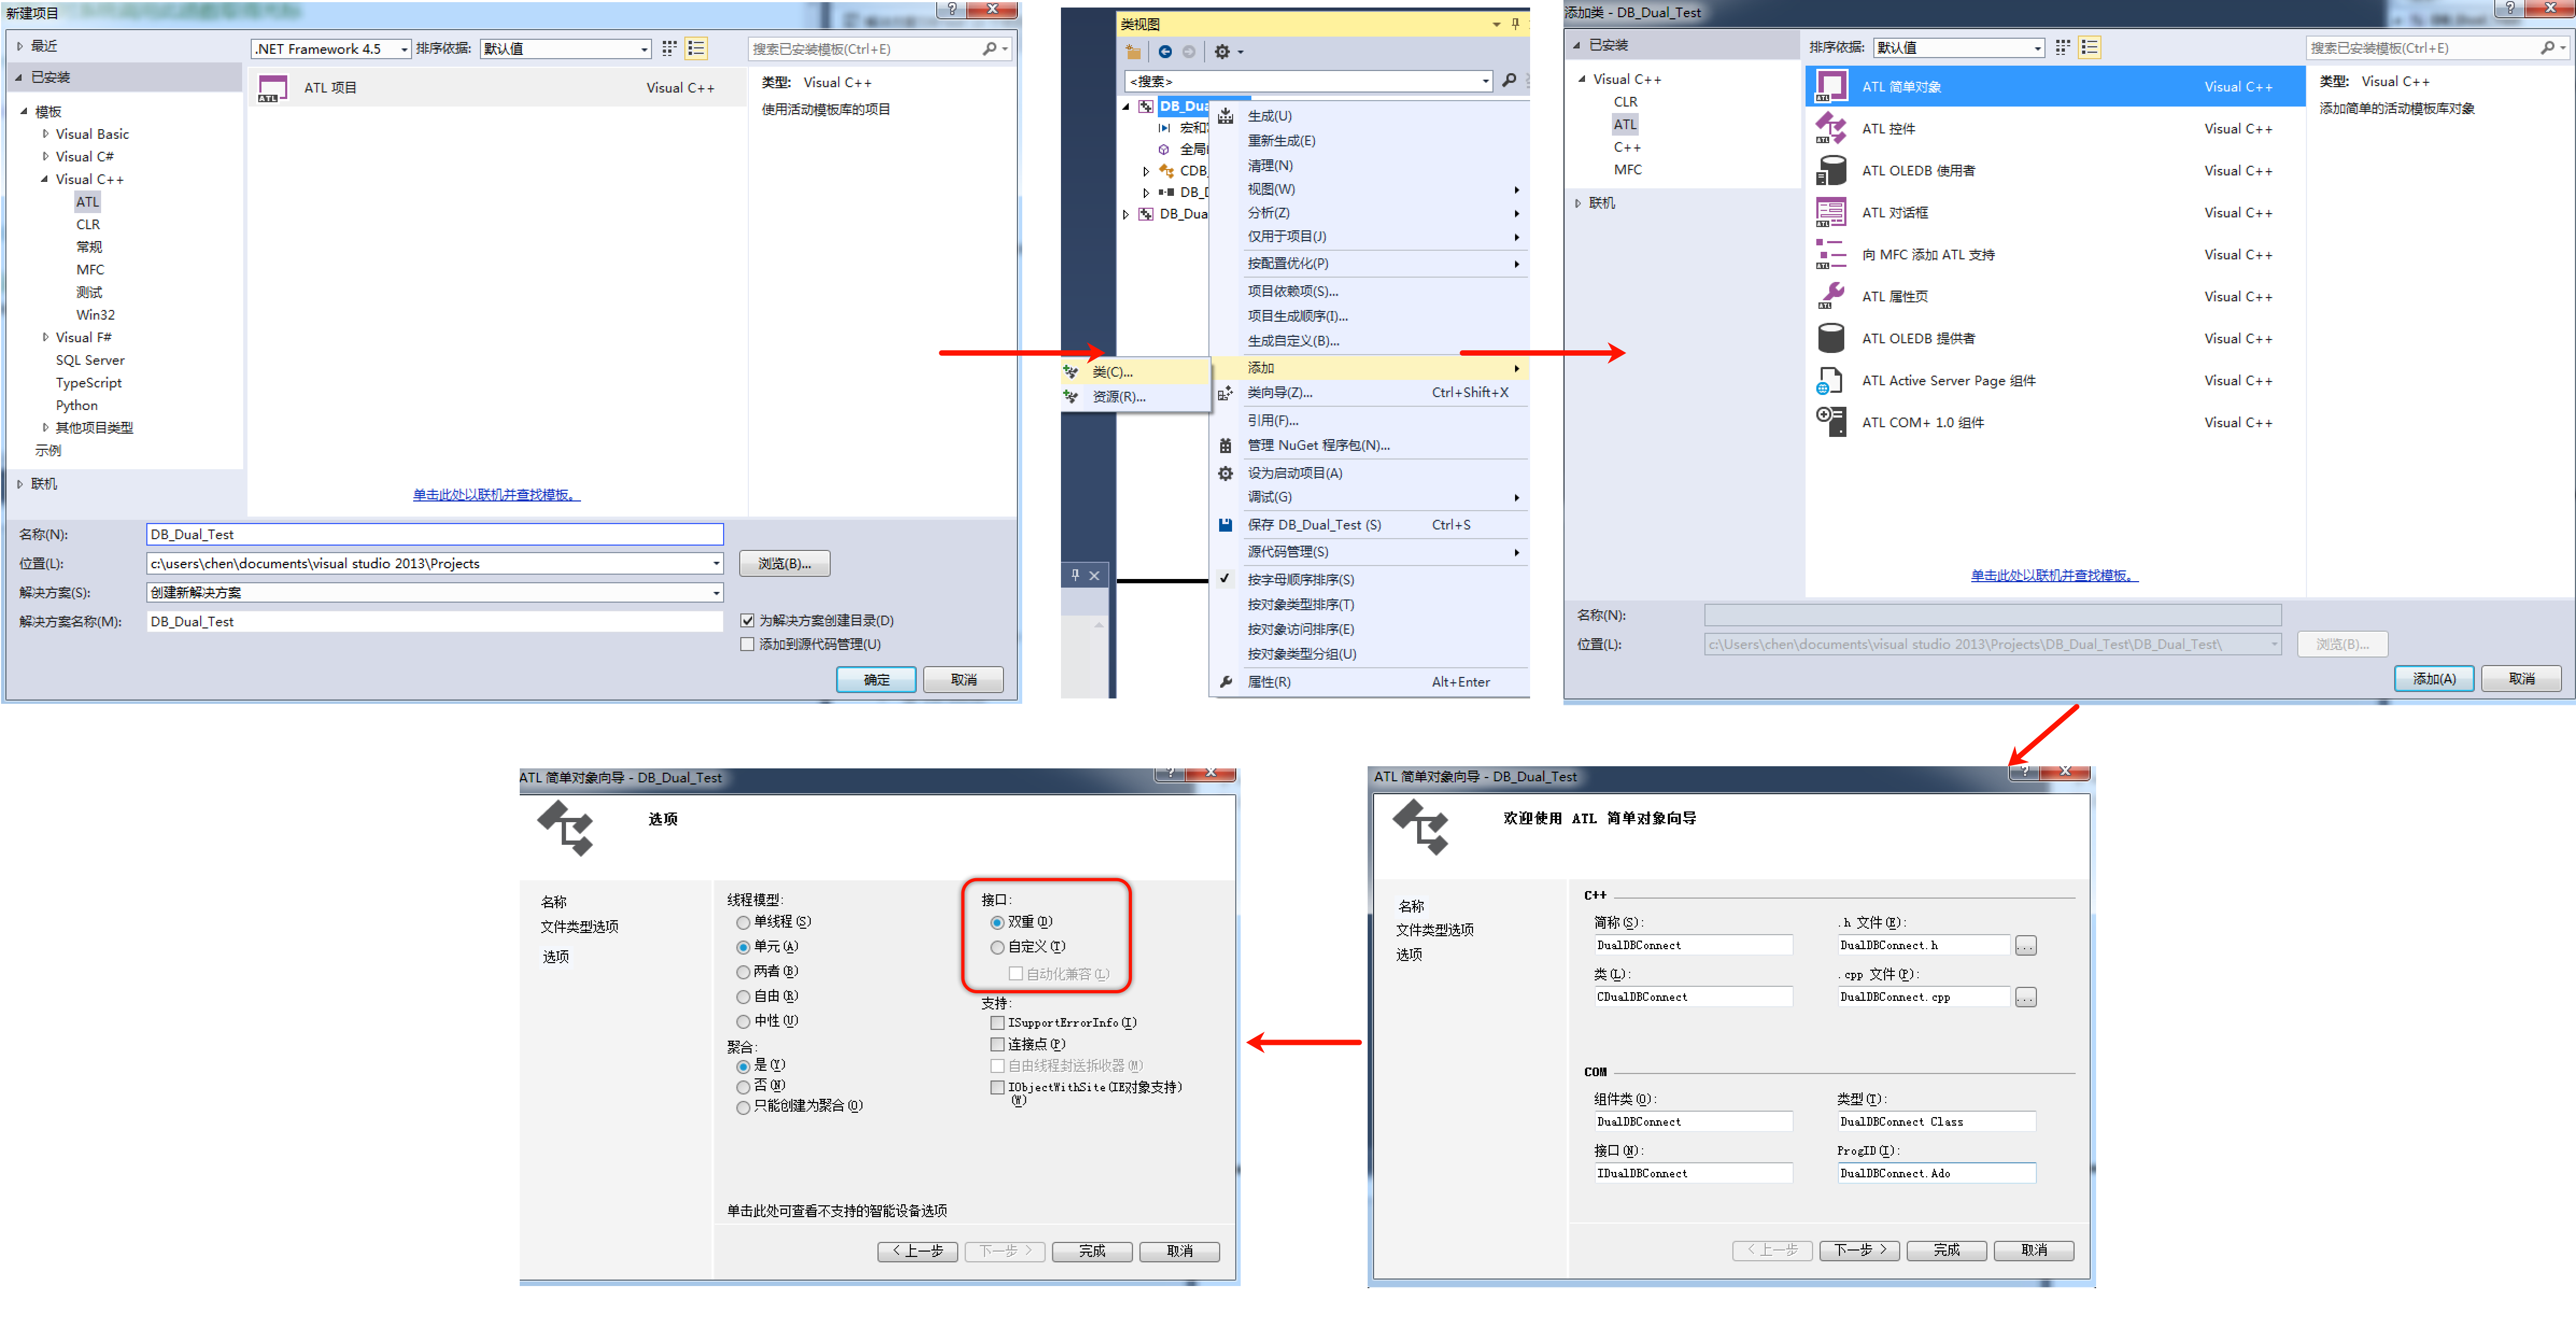 新建项目
最近
.NET Framework 4.5
排序依据:
默认值
搜索已安装模板(Ctrl+E)
已安装
ATL 项目
Visual C++
类型: Visual C++
使用活动模板库的项目
模板
Visual Basic
Visual C#
Visual C++
ATL
CLR
常规
MFC
测试
Win32
Visual F#
SQL Server
TypeScript
Python
其他项目类型
示例
联机
单击此处以联机并查找模板。
名称(N):
DB_Dual_Test
位置(L):
c:\users\chen\documents\visual studio 2013\Projects
浏览(B)...
解决方案(S):
创建新解决方案
解决方案名称(M):
DB_Dual_Test
为解决方案创建目录(D)
添加到源代码管理(U)
确定
取消
类视图
<搜索>
DB_Dua
宏和
全局
CDB_
DB_D
DB_Dua
生成(U)
重新生成(E)
清理(N)
视图(W)
分析(Z)
仅用于项目(J)
按配置优化(P)
项目依赖项(S)...
项目生成顺序(I)...
生成自定义(B)...
添加
类(C)...
资源(R)...
类向导(Z)...
Ctrl+Shift+X
引用(F)...
管理 NuGet 程序包(N)...
设为启动项目(A)
调试(G)
保存 DB_Dual_Test (S)
Ctrl+S
源代码管理(S)
按字母顺序排序(S)
按对象类型排序(T)
按对象访问排序(E)
按对象类型分组(U)
属性(R)
Alt+Enter
添加类 - DB_Dual_Test
已安装
排序依据:
默认值
搜索已安装模板(Ctrl+E)
Visual C++
CLR
ATL
C++
MFC
联机
ATL 简单对象
Visual C++
ATL 控件
Visual C++
ATL OLEDB 使用者
Visual C++
ATL 对话框
Visual C++
向 MFC 添加 ATL 支持
Visual C++
ATL 属性页
Visual C++
ATL OLEDB 提供者
Visual C++
ATL Active Server Page 组件
Visual C++
ATL COM+ 1.0 组件
Visual C++
类型: Visual C++
添加简单的活动模板库对象
单击此处以联机并查找模板。
名称(N):
位置(L):
c:\Users\chen\documents\visual studio 2013\Projects\DB_Dual_Test\DB_Dual_Test\
浏览(B)...
添加(A)
取消
ATL 简单对象向导 - DB_Dual_Test
选项
名称
文件类型选项
选项
线程模型:
单线程(S)
单元(A)
两者(B)
自由(R)
中性(U)
聚合:
是(Y)
否(N)
只能创建为聚合(O)
接口:
双重(D)
自定义(T)
自动化兼容(L)
支持:
ISupportErrorInfo(I)
连接点(P)
自由线程封送拆收器(M)
IObjectWithSite(IE对象支持)
(W)
单击此处可查看不支持的智能设备选项
< 上一步
下一步 >
完成
取消
ATL 简单对象向导 - DB_Dual_Test
欢迎使用 ATL 简单对象向导
名称
文件类型选项
选项
C++
简称(S):
DualDBConnect
.h 文件(E):
DualDBConnect.h
...
类(L):
CDualDBConnect
.cpp 文件(P):
DualDBConnect.cpp
...
COM
组件类(O):
DualDBConnect
类型(T):
DualDBConnect Class
接口(N):
IDualDBConnect
ProgID(I):
DualDBConnect.Ado
< 上一步
下一步 >
完成
取消